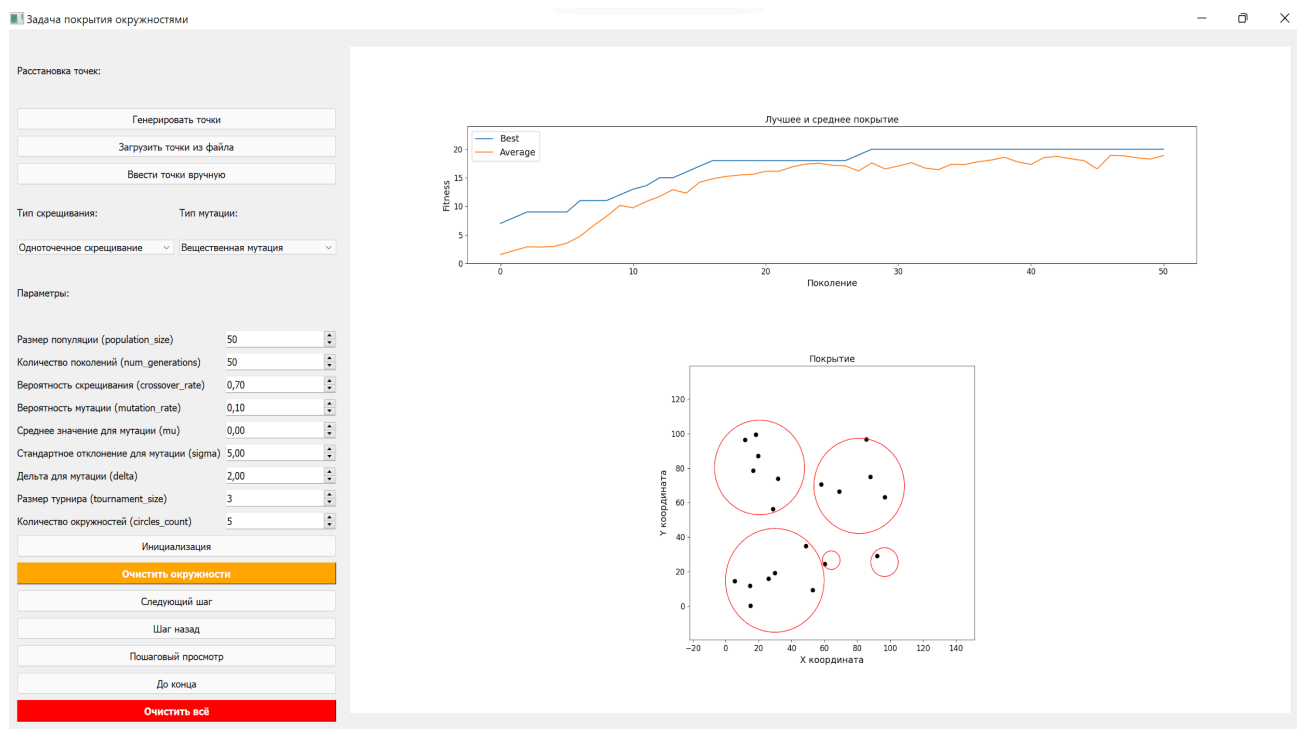 Задача покрытия окружностями
Расстановка точек:
Генерировать точки
Загрузить точки из файла
Ввести точки вручную
Тип скрещивания: Тип мутации:
Одноточечное скрещивание Вещественная мутация
Параметры:
Размер популяции (population_size) 50
Количество поколений (num_generations) 50
Вероятность скрещивания (crossover_rate) 0,70
Вероятность мутации (mutation_rate) 0,10
Среднее значение для мутации (mu) 0,00
Стандартное отклонение для мутации (sigma) 5,00
Дельта для мутации (delta) 2,00
Размер турнира (tournament_size) 3
Количество окружностей (circles_count) 5
Инициализация
Очистить окружности
Следующий шаг
Шаг назад
Пошаговый просмотр
До конца
Очистить всё
Лучшее и среднее покрытие
Best
Average
Fitness
20
15
10
5
0
0 10 20 30 40 50
Поколение
Покрытие
Y координата
120
100
80
60
40
20
0
−20 0 20 40 60 80 100 120 140
X координата